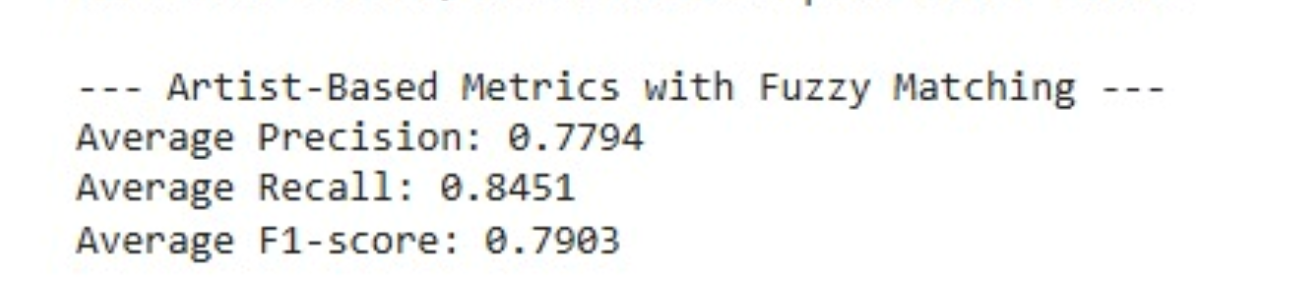 --- Artist-Based Metrics with Fuzzy Matching ---
Average Precision: 0.7794
Average Recall: 0.8451
Average F1-score: 0.7903